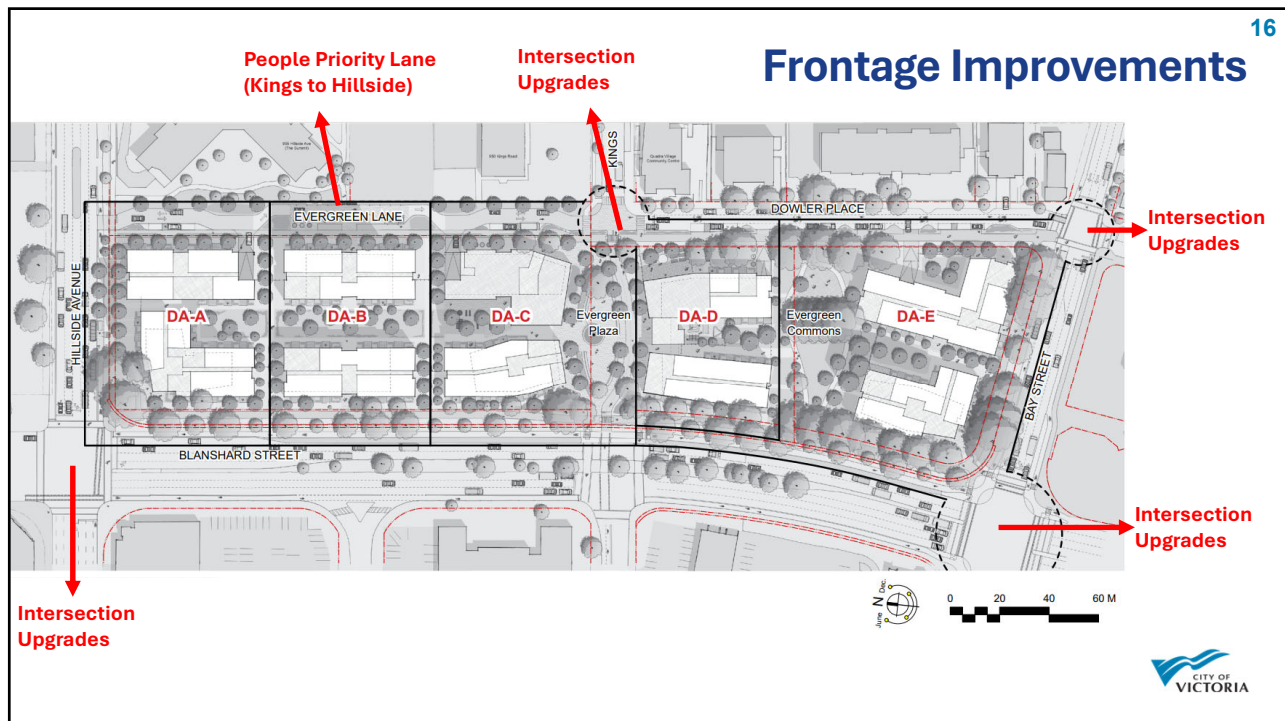 16
Frontage Improvements
People Priority Lane
(Kings to Hillside)
Intersection
Upgrades
KINGS
EVERGREEN LANE
DOWLER PLACE
Intersection
Upgrades
HILLSIDE AVENUE
DA-A
DA-B
DA-C
Evergreen
Plaza
DA-D
Evergreen
Commons
DA-E
BAY STREET
BLANSHARD STREET
Intersection
Upgrades
Intersection
Upgrades
June
N
Dec.
0 20 40 60 M
CITY OF
VICTORIA